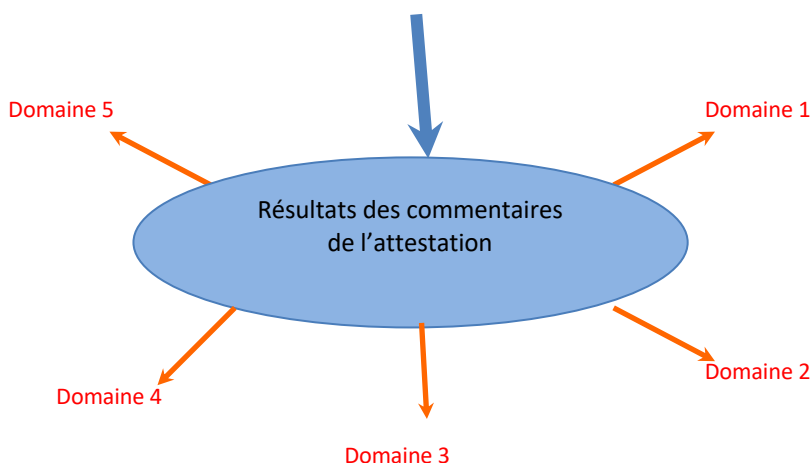 Domaine 5
Domaine 1
Résultats des commentaires
de l’attestation
Domaine 2
Domaine 4
Domaine 3